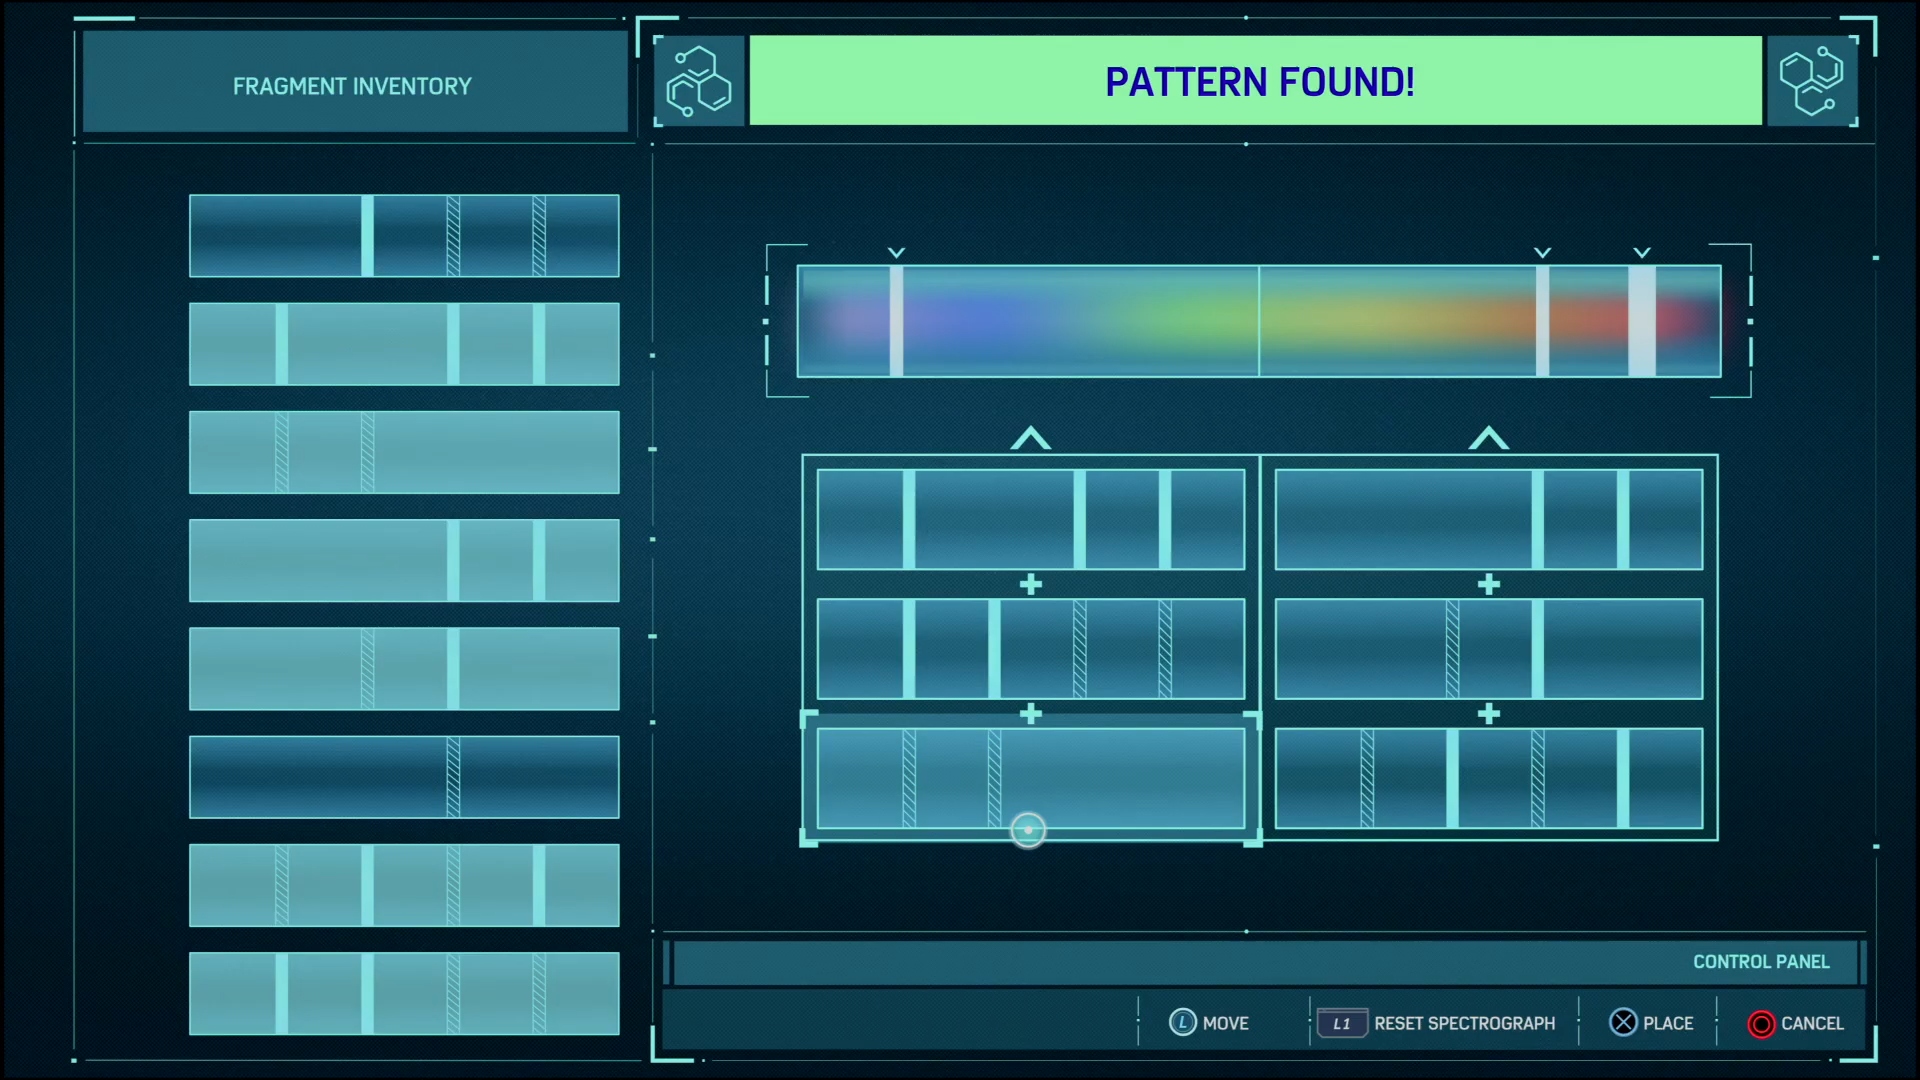 FRAGMENT INVENTORY
PATTERN FOUND!
CONTROL PANEL
L MOVE
L1 RESET SPECTROGRAPH
PLACE
CANCEL